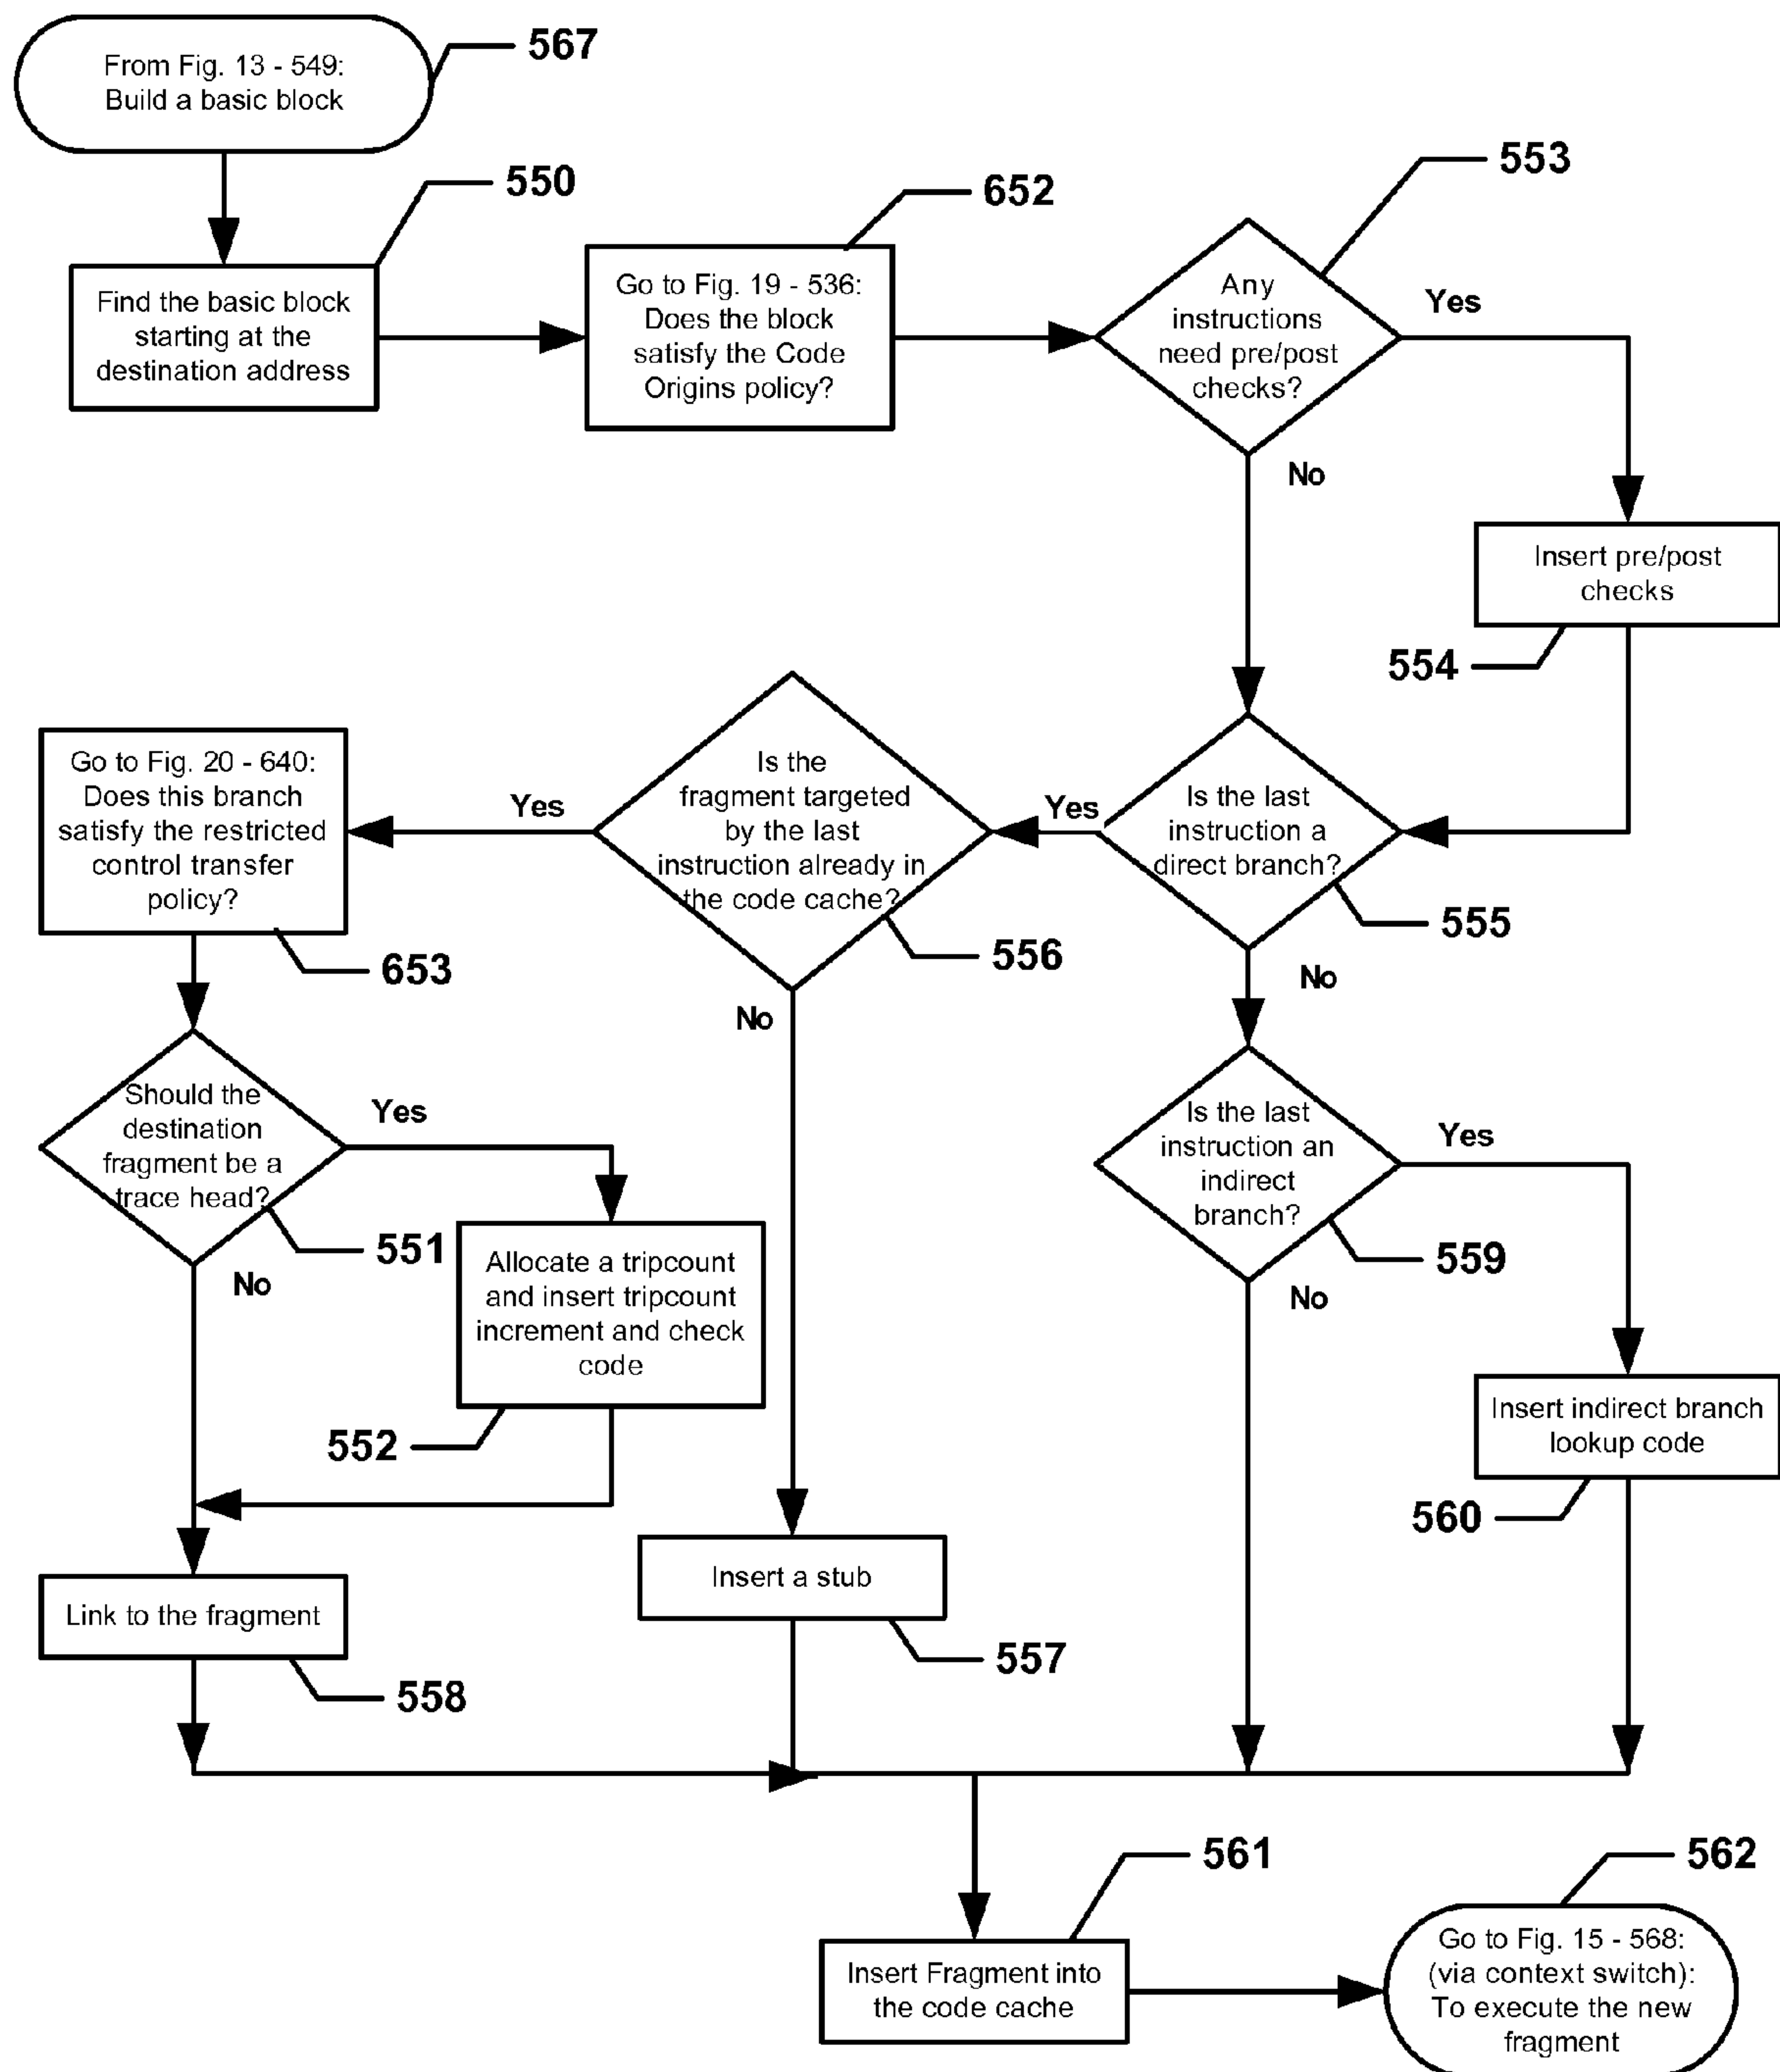 From Fig. 13 - 549:
Build a basic block
567
550
Find the basic block
starting at the
destination address
652
Go to Fig. 19 - 536:
Does the block
satisfy the Code
Origins policy?
553
Any
instructions
need pre/post
checks?
Yes
No
Insert pre/post
checks
554
Go to Fig. 20 - 640:
Does this branch
satisfy the restricted
control transfer
policy?
653
Yes
Is the
fragment targeted
by the last
instruction already in
the code cache?
556
No
Yes
Is the last
instruction a
direct branch?
555
No
Should the
destination
fragment be a
trace head?
551
Yes
No
Allocate a tripcount
and insert tripcount
increment and check
code
552
Is the last
instruction an
indirect
branch?
559
Yes
No
Insert indirect branch
lookup code
560
Link to the fragment
558
Insert a stub
557
561
Insert Fragment into
the code cache
562
Go to Fig. 15 - 568:
(via context switch):
To execute the new
fragment